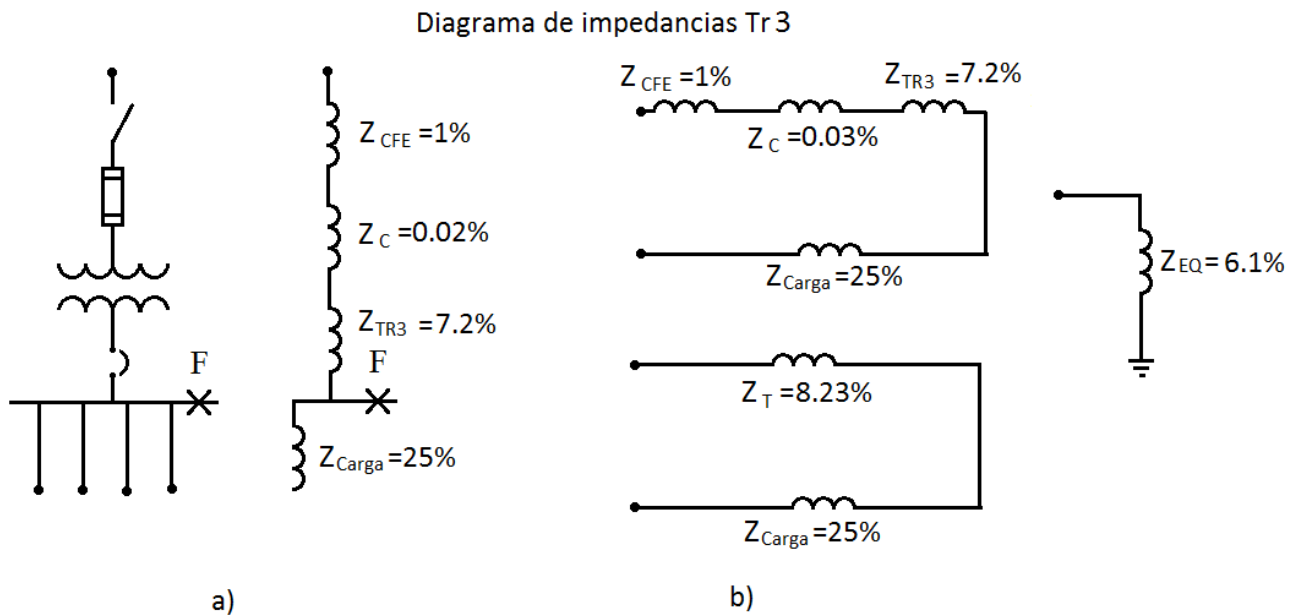 Diagrama de impedancias Tr 3
Z CFE =1%
Z C =0.02%
Z TR3 =7.2%
F
F
Z Carga =25%
a)
Z CFE =1%
Z TR3 =7.2%
Z C =0.03%
Z Carga =25%
Z T =8.23%
Z Carga =25%
Z EQ = 6.1%
b)